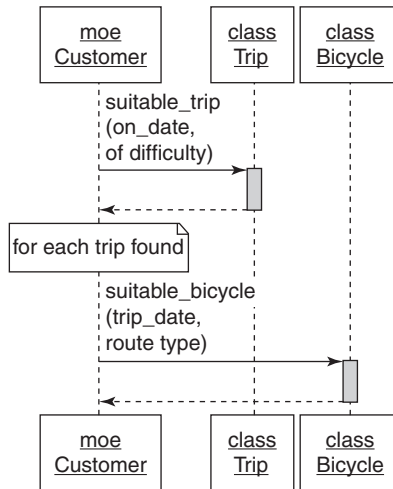 moe
Customer
class
Trip
class
Bicycle
suitable_trip
(on_date,
of difficulty)
for each trip found
suitable_bicycle
(trip_date,
route type)
moe
Customer
class
Trip
class
Bicycle